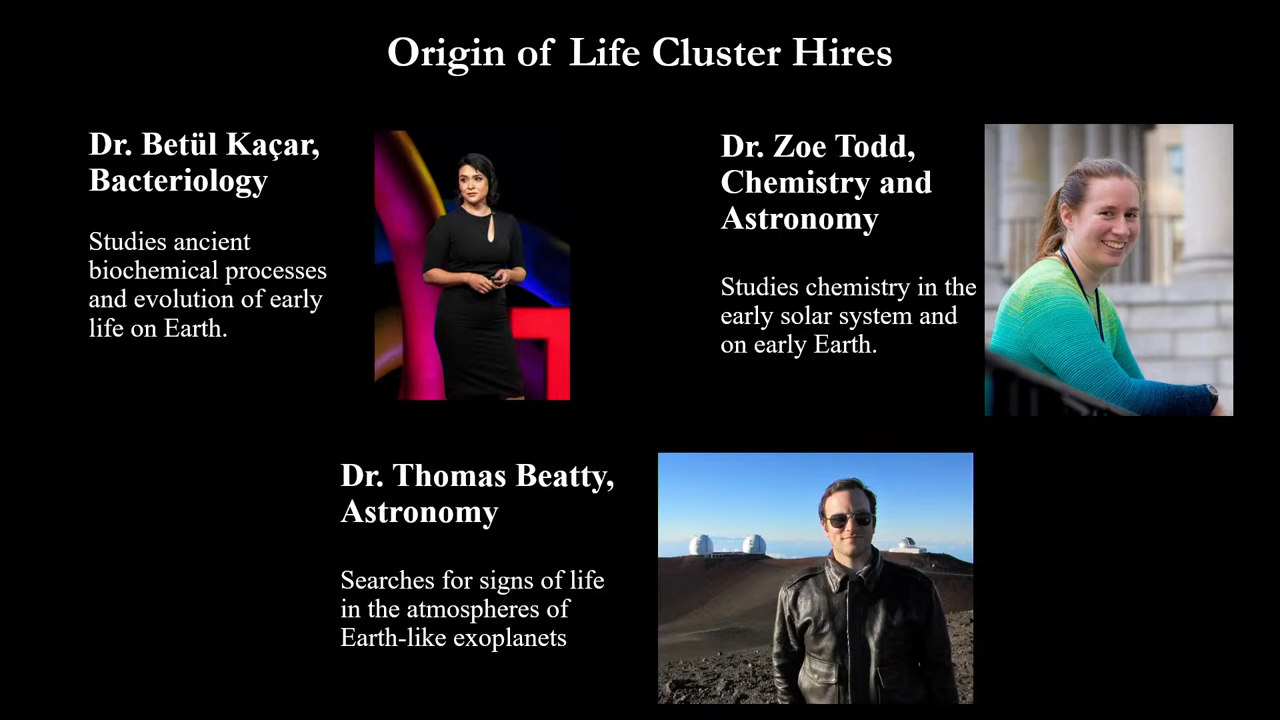 Origin of Life Cluster Hires
Dr. Betül Kaçar,
Bacteriology
Studies ancient
biochemical processes
and evolution of early
life on Earth.
Dr. Zoe Todd,
Chemistry and
Astronomy
Studies chemistry in the
early solar system and
on early Earth.
Dr. Thomas Beatty,
Astronomy
Searches for signs of life
in the atmospheres of
Earth-like exoplanets